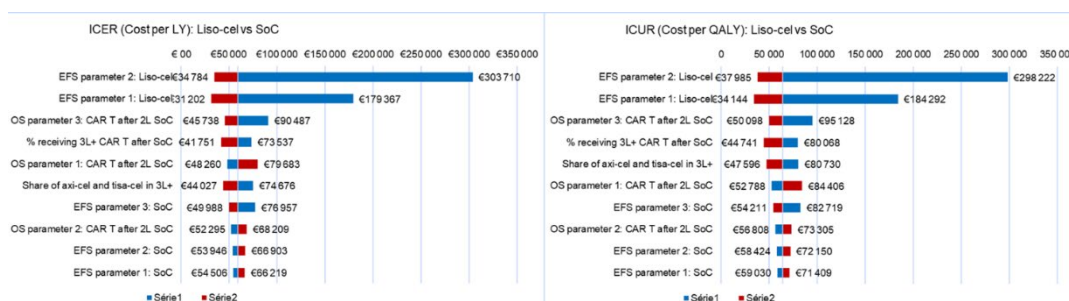 ICER (Cost per LY): Liso-cel vs SoC
€0 €50 000 €100 000 €150 000 €200 000 €250 000 €300 000 €350 000
EFS parameter 2: Liso-cel €34 784 €303 710
EFS parameter 1: Liso-cel €31 202 €179 367
OS parameter 3: CAR T after 2L SoC €45 738 €90 487
% receiving 3L+ CAR T after SoC €41 751 €73 537
OS parameter 1: CAR T after 2L SoC €48 260 €79 683
Share of axi-cel and tisa-cel in 3L+ €44 027 €74 676
EFS parameter 3: SoC €49 988 €76 957
OS parameter 2: CAR T after 2L SoC €52 295 €68 209
EFS parameter 2: SoC €53 946 €66 903
EFS parameter 1: SoC €54 506 €66 219
Série1 Série2
ICUR (Cost per QALY): Liso-cel vs SoC
0 50 000 100 000 150 000 200 000 250 000 300 000 350 00
EFS parameter 2: Liso-cel €37 985 €298 222
EFS parameter 1: Liso-cel €34 144 €184 292
OS parameter 3: CAR T after 2L SoC €50 098 €95 128
% receiving 3L+ CAR T after SoC €44 741 €80 068
Share of axi-cel and tisa-cel in 3L+ €47 596 €80 730
OS parameter 1: CAR T after 2L SoC €52 788 €84 406
EFS parameter 3: SoC €54 211 €82 719
OS parameter 2: CAR T after 2L SoC €56 808 €73 305
EFS parameter 2: SoC €58 424 €72 150
EFS parameter 1: SoC €59 030 €71 409
Série1 Série2